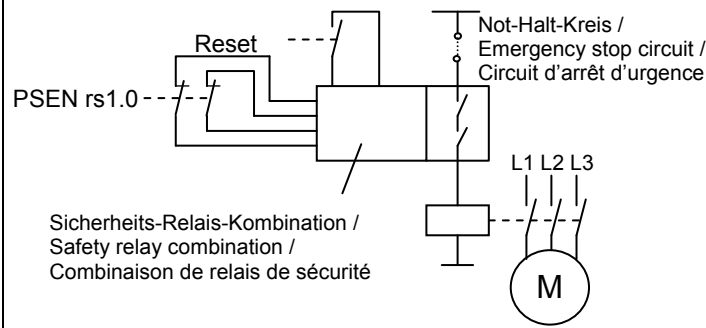 Reset
Not-Halt-Kreis /
Emergency stop circuit /
Circuit d'arrêt d'urgence
PSEN rs1.0
L1 L2 L3
Sicherheits-Relais-Kombination /
Safety relay combination /
Combinaison de relais de sécurité
M